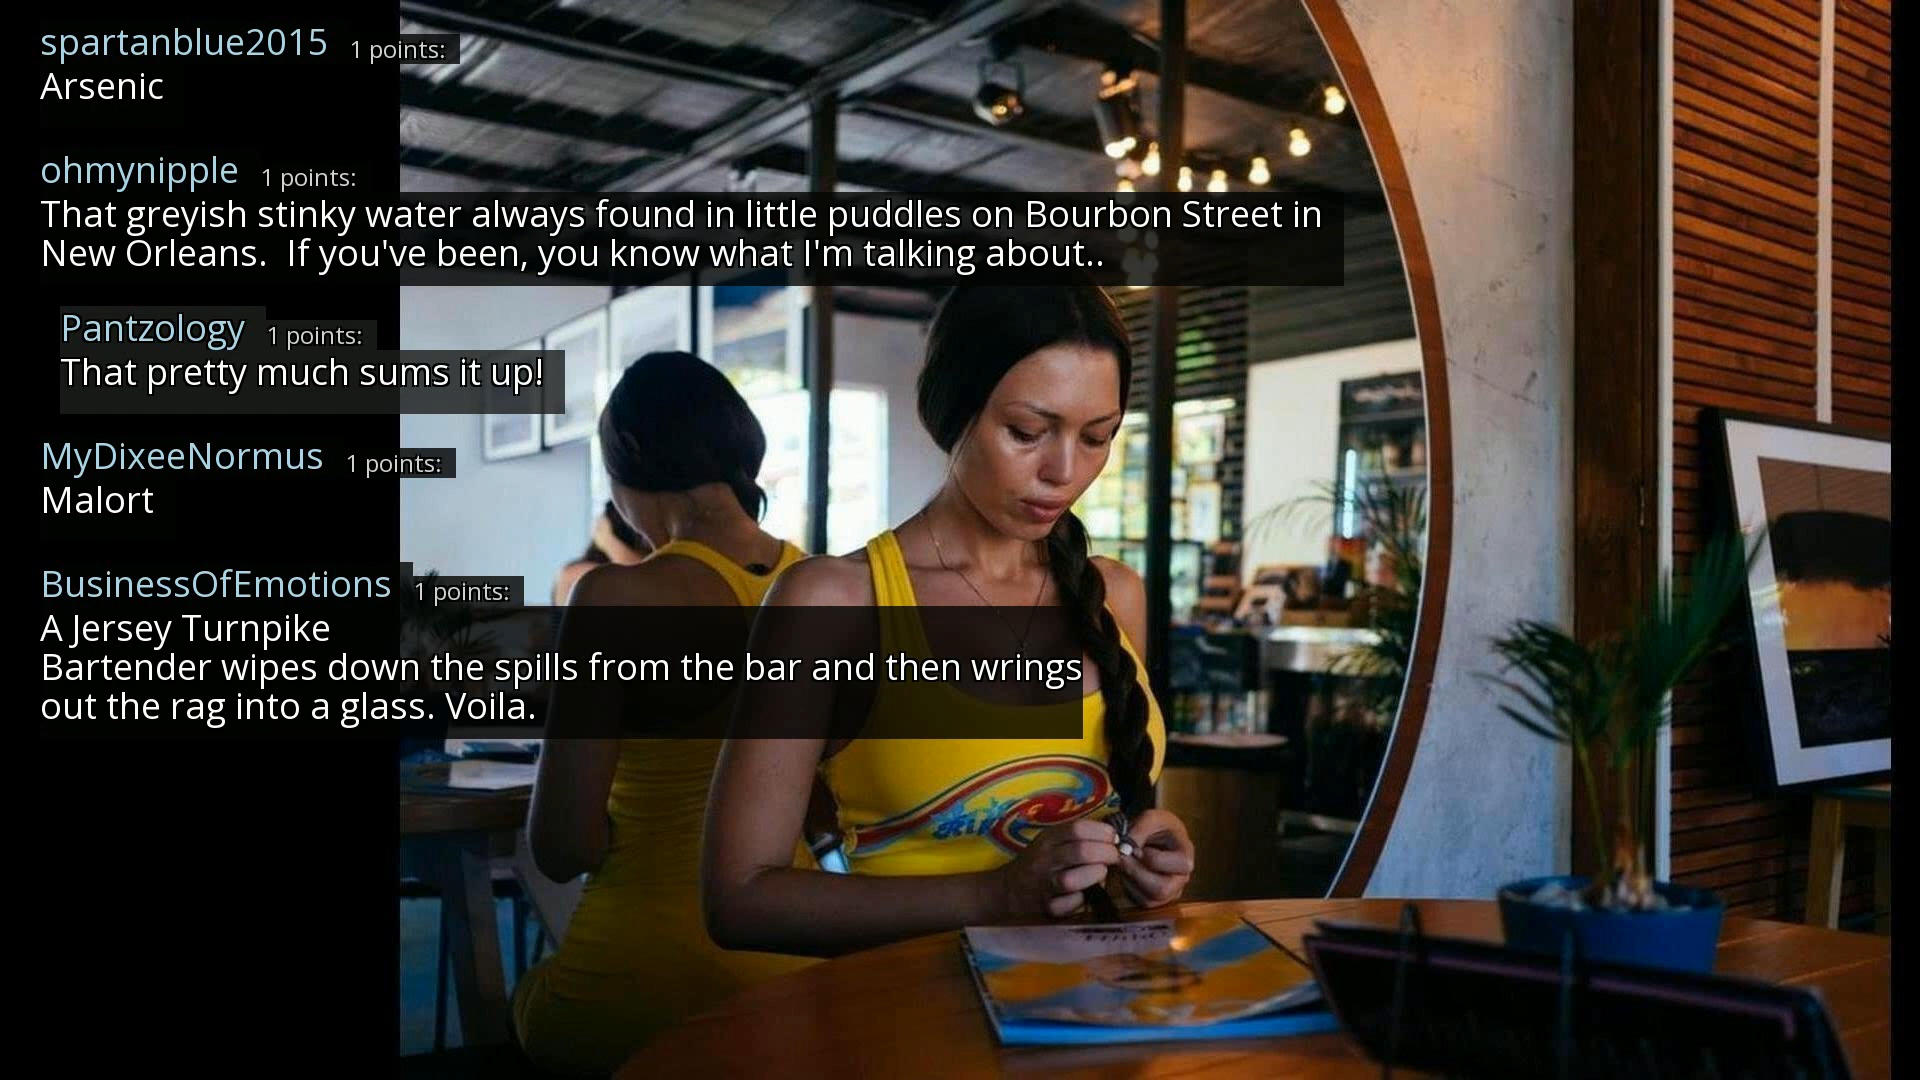 spartanblue2015 1 points:
Arsenic
ohmynipple 1 points:
That greyish stinky water always found in little puddles on Bourbon Street in
New Orleans.  If you've been, you know what I'm talking about..
Pantzology 1 points:
That pretty much sums it up!
MyDixeeNormus 1 points:
Malort
BusinessOfEmotions 1 points:
A Jersey Turnpike
Bartender wipes down the spills from the bar and then wrings
out the rag into a glass. Voila.